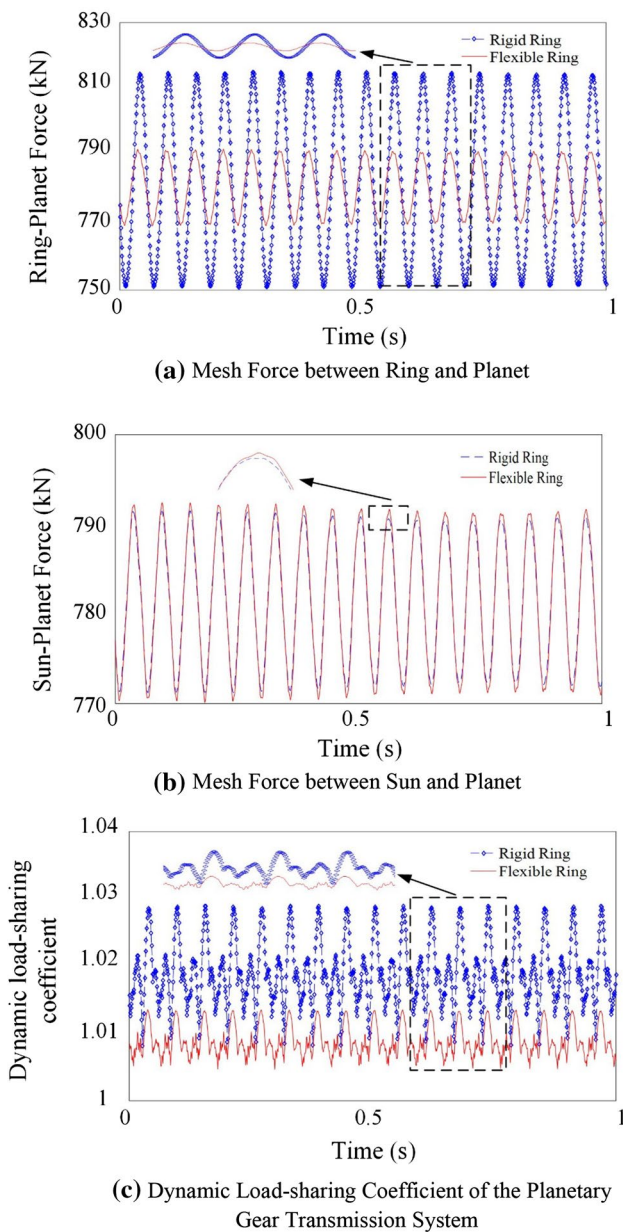 830
Rigid Ring
Flexible Ring
810
790
770
750
Ring-Planet Force (kN)
0
0.5
1
Time (s)
(a) Mesh Force between Ring and Planet
800
Rigid Ring
Flexible Ring
790
780
770
Sun-Planet Force (kN)
0
0.5
1
Time (s)
(b) Mesh Force between Sun and Planet
1.04
Rigid Ring
Flexible Ring
1.03
1.02
1.01
1
Dynamic load-sharing
coefficient
0
0.5
1
Time (s)
(c) Dynamic Load-sharing Coefficient of the Planetary
Gear Transmission System